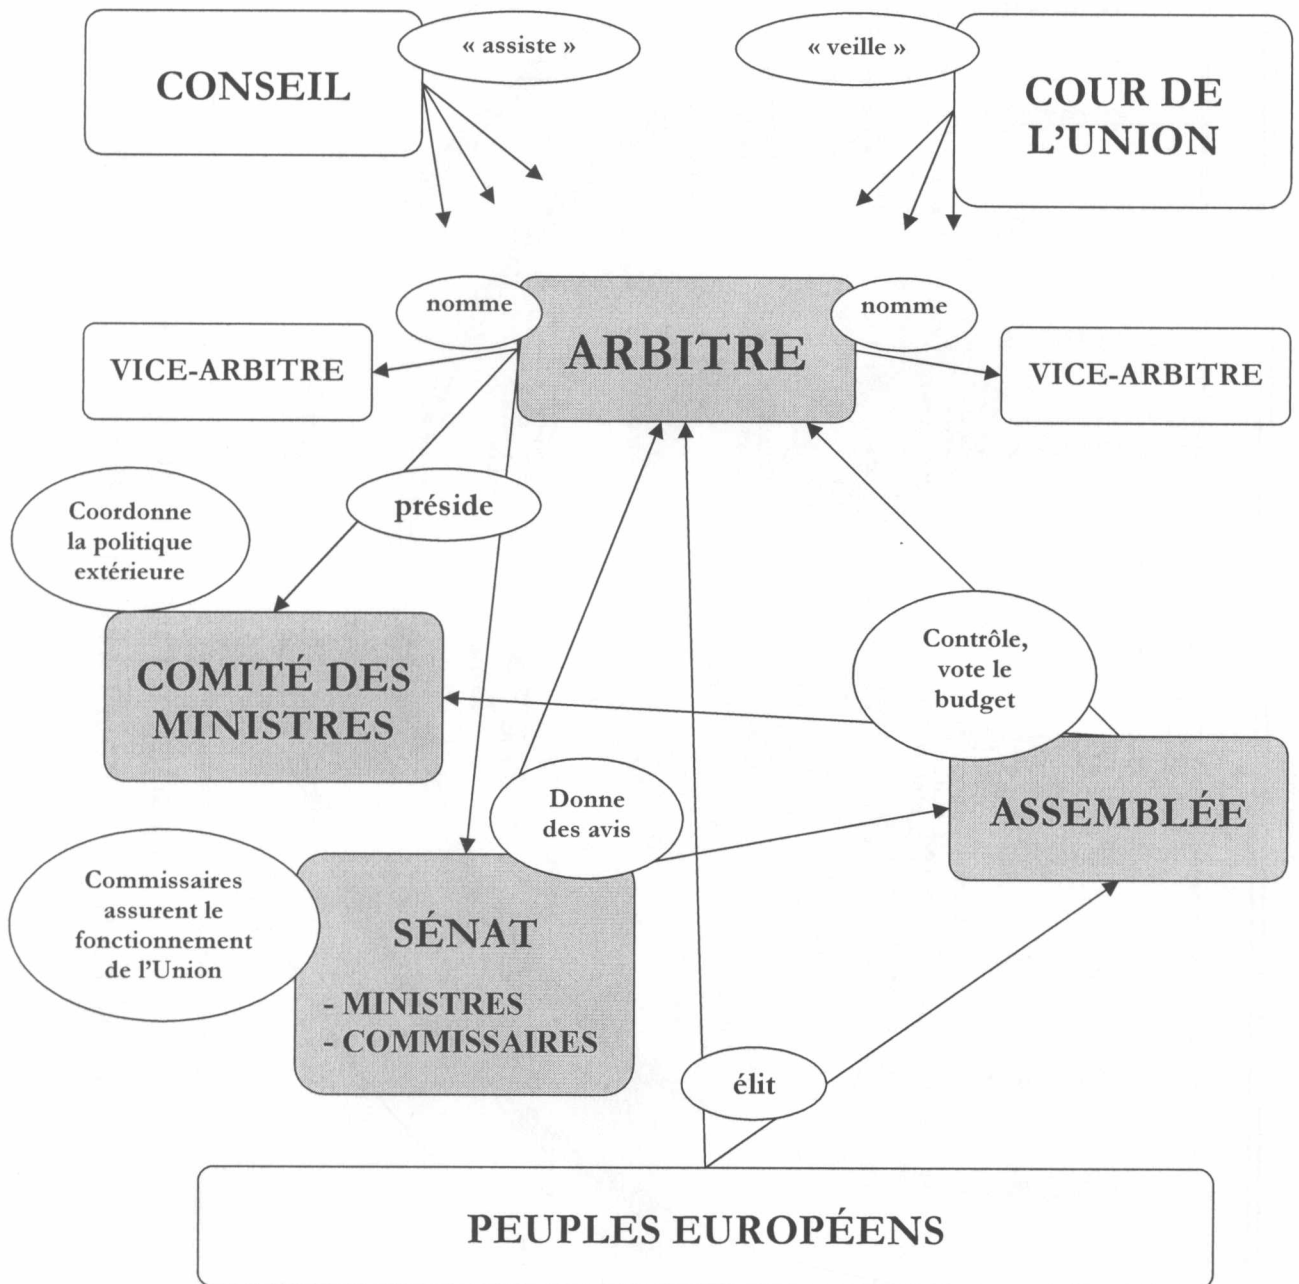 CONSEIL
« assiste »
« veille »
COUR DE
L’UNION
nomme
ARBITRE
nomme
VICE-ARBITRE
VICE-ARBITRE
Coordonne
la politique
extérieure
préside
COMITÉ DES
MINISTRES
Contrôle,
vote le
budget
ASSEMBLÉE
Donne
des avis
Commissaires
assurent le
fonctionnement
de l’Union
SÉNAT
- MINISTRES
- COMMISSAIRES
élit
PEUPLES EUROPÉENS